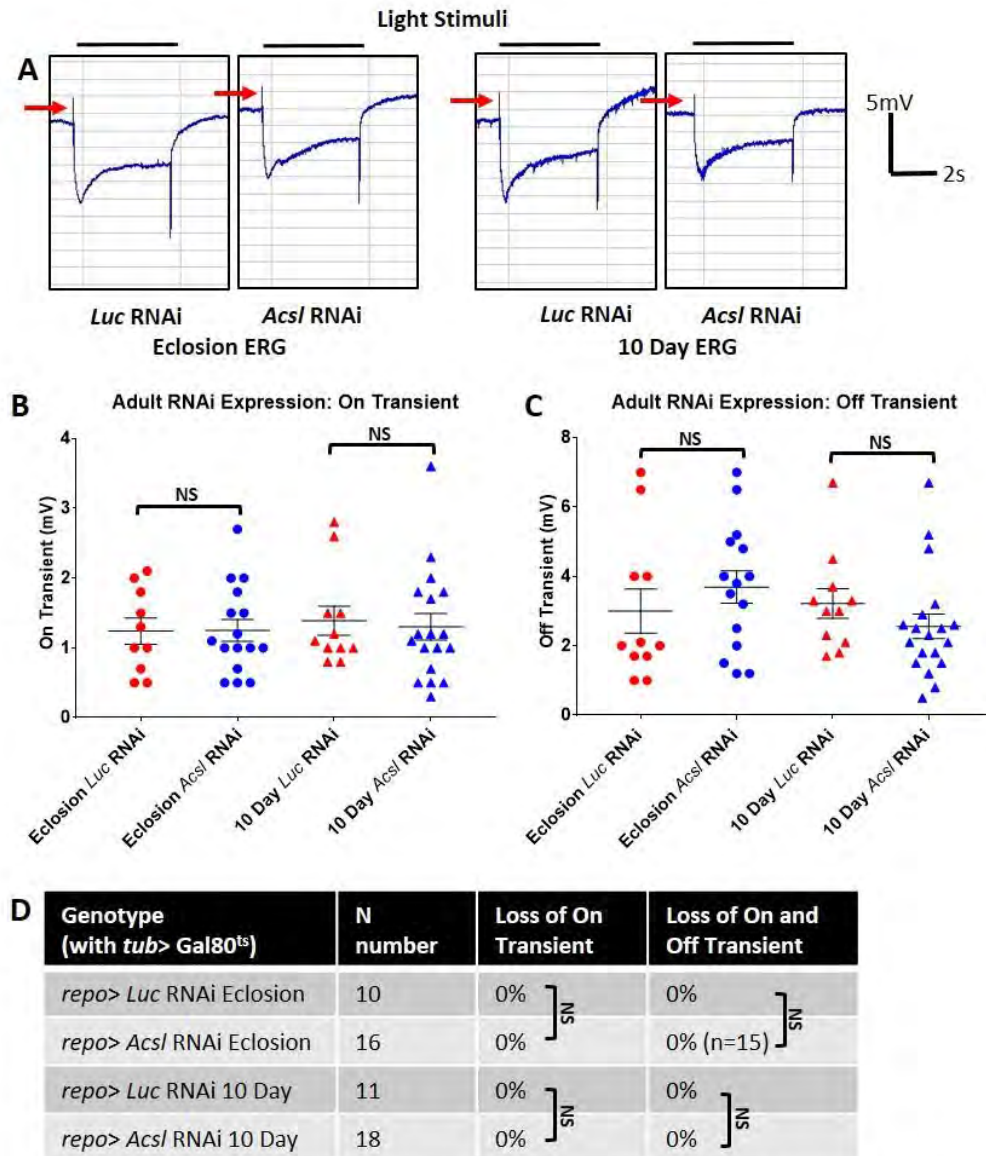 Light Stimuli
A
5mV
2s
Luc RNAi
Acsl RNAi
Luc RNAi
Acsl RNAi
Eclosion ERG
10 Day ERG
B
Adult RNAi Expression: On Transient
On Transient (mV)
4
3
2
1
0
NS
NS
Eclosion Luc RNAi
Eclosion Acsl RNAi
10 Day Luc RNAi
10 Day Acsl RNAi
C
Adult RNAi Expression: Off Transient
Off Transient (mV)
8
6
4
2
0
NS
NS
Eclosion Luc RNAi
Eclosion Acsl RNAi
10 Day Luc RNAi
10 Day Acsl RNAi
D
Genotype
(with tub> Gal80ts)
N
number
Loss of On
Transient
Loss of On and
Off Transient
repo> Luc RNAi Eclosion 10 0% 0%
NS
NS
repo> Acsl RNAi Eclosion 16 0% 0% (n=15)
repo> Luc RNAi 10 Day 11 0% 0%
NS
NS
repo> Acsl RNAi 10 Day 18 0% 0%